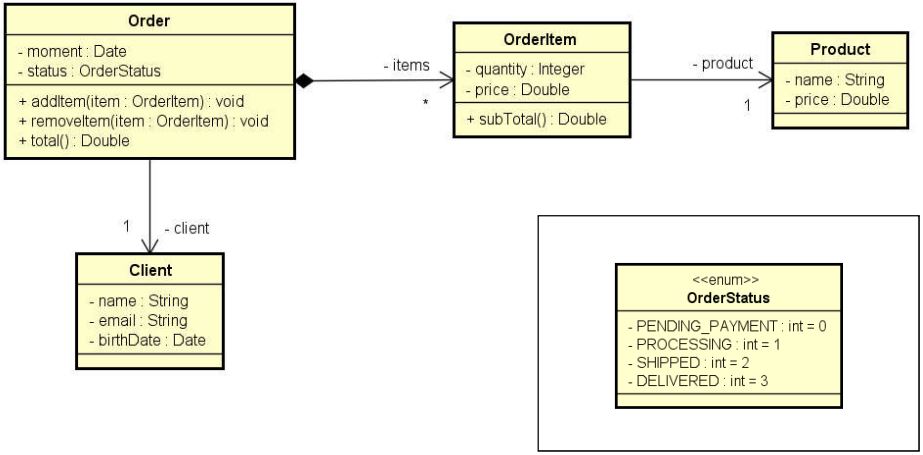 Order
- moment : Date
- status : OrderStatus
+ addItem(item : OrderItem) : void
+ removeItem(item : OrderItem) : void
+ total() : Double
- items
*
OrderItem
- quantity : Integer
- price : Double
+ subTotal() : Double
- product
1
Product
- name : String
- price : Double
1
- client
Client
- name : String
- email : String
- birthDate : Date
<<enum>>
OrderStatus
- PENDING_PAYMENT : int = 0
- PROCESSING : int = 1
- SHIPPED : int = 2
- DELIVERED : int = 3